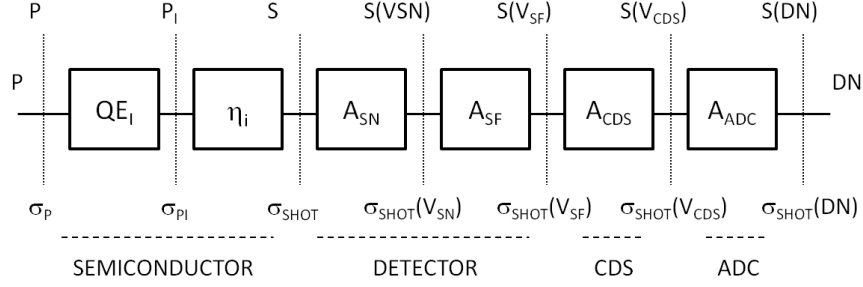 P P_I S S(VSN) S(V_SF) S(V_CDS) S(DN)
P QE_I η_i A_SN A_SF A_CDS A_ADC DN
σ_P σ_PI σ_SHOT σ_SHOT(V_SN) σ_SHOT(V_SF) σ_SHOT(V_CDS) σ_SHOT(DN)
SEMICONDUCTOR DETECTOR CDS ADC